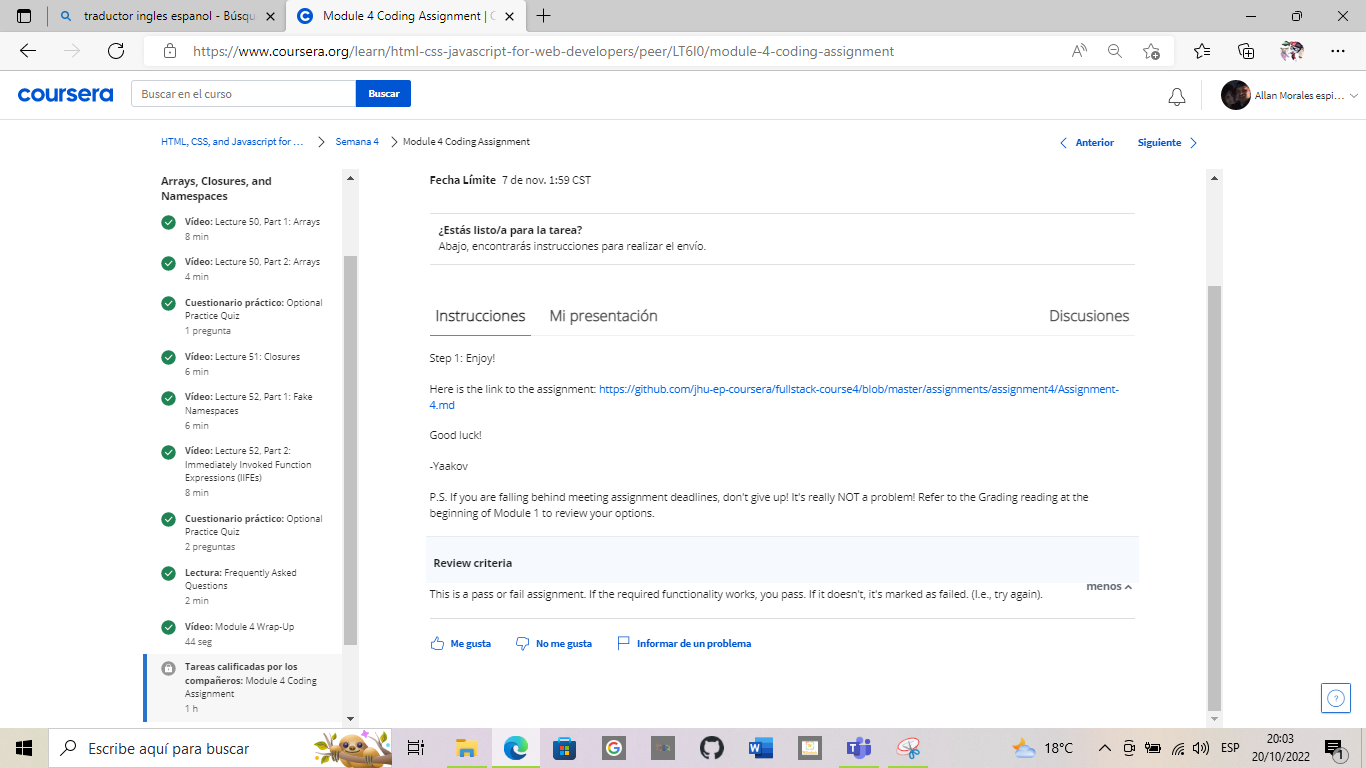 traductor ingles espanol - Búsqu
Module 4 Coding Assignment | C
https://www.coursera.org/learn/html-css-javascript-for-web-developers/peer/LT6I0/module-4-coding-assignment
coursera
Buscar en el curso
Buscar
Allan Morales espi...
HTML, CSS, and Javascript for ...
Semana 4
Module 4 Coding Assignment
Anterior
Siguiente
Arrays, Closures, and
Namespaces
Vídeo: Lecture 50, Part 1: Arrays
8 min
Vídeo: Lecture 50, Part 2: Arrays
4 min
Cuestionario práctico: Optional
Practice Quiz
1 pregunta
Vídeo: Lecture 51: Closures
6 min
Vídeo: Lecture 52, Part 1: Fake
Namespaces
6 min
Vídeo: Lecture 52, Part 2:
Immediately Invoked Function
Expressions (IIFEs)
8 min
Cuestionario práctico: Optional
Practice Quiz
2 preguntas
Lectura: Frequently Asked
Questions
2 min
Vídeo: Module 4 Wrap-Up
44 seg
Tareas calificadas por los
compañeros: Module 4 Coding
Assignment
1 h
Fecha Límite 7 de nov. 1:59 CST
¿Estás listo/a para la tarea?
Abajo, encontrarás instrucciones para realizar el envío.
Instrucciones
Mi presentación
Discusiones
Step 1: Enjoy!
Here is the link to the assignment: https://github.com/jhu-ep-coursera/fullstack-course4/blob/master/assignments/assignment4/Assignment-
4.md
Good luck!
-Yaakov
P.S. If you are falling behind meeting assignment deadlines, don't give up! It's really NOT a problem! Refer to the Grading reading at the
beginning of Module 1 to review your options.
Review criteria
menos
This is a pass or fail assignment. If the required functionality works, you pass. If it doesn't, it's marked as failed. (I.e., try again).
Me gusta
No me gusta
Informar de un problema
Escribe aquí para buscar
18°C
ESP
20:03
20/10/2022
1